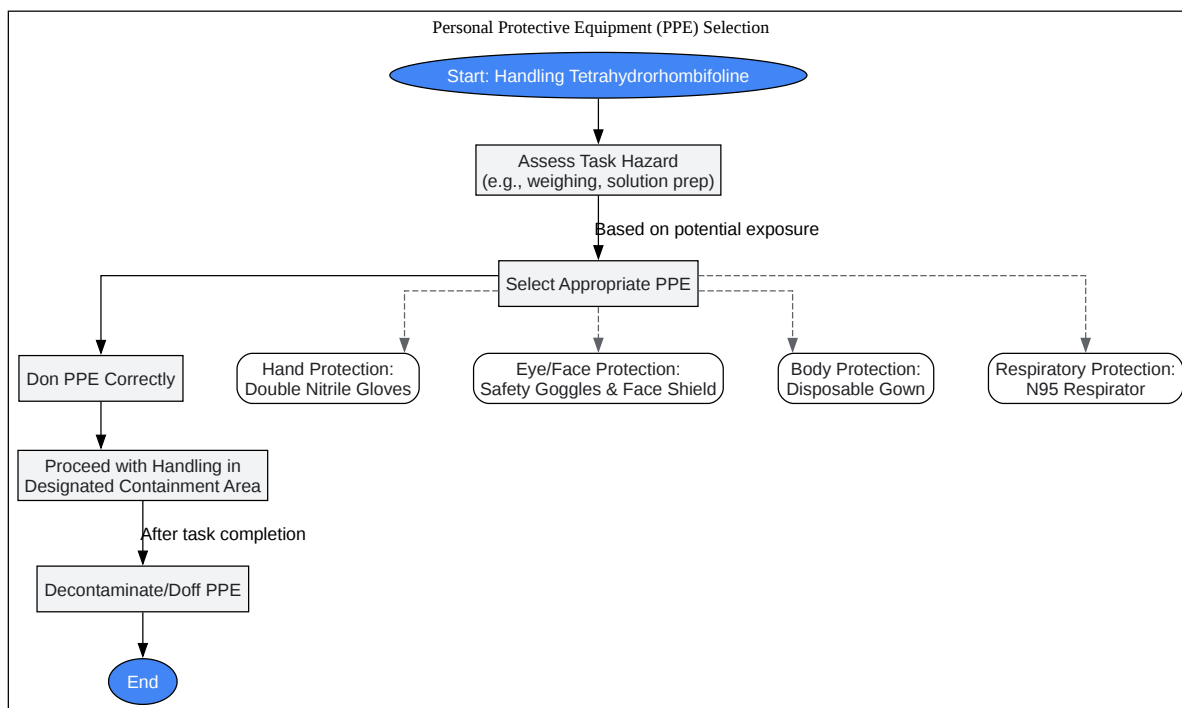 Personal Protective Equipment (PPE) Selection
Start: Handling Tetrahydrorhombifoline
Assess Task Hazard
(e.g., weighing, solution prep)
Based on potential exposure
Select Appropriate PPE
Don PPE Correctly
Hand Protection:
Double Nitrile Gloves
Eye/Face Protection:
Safety Goggles & Face Shield
Body Protection:
Disposable Gown
Respiratory Protection:
N95 Respirator
Proceed with Handling in
Designated Containment Area
After task completion
Decontaminate/Doff PPE
End